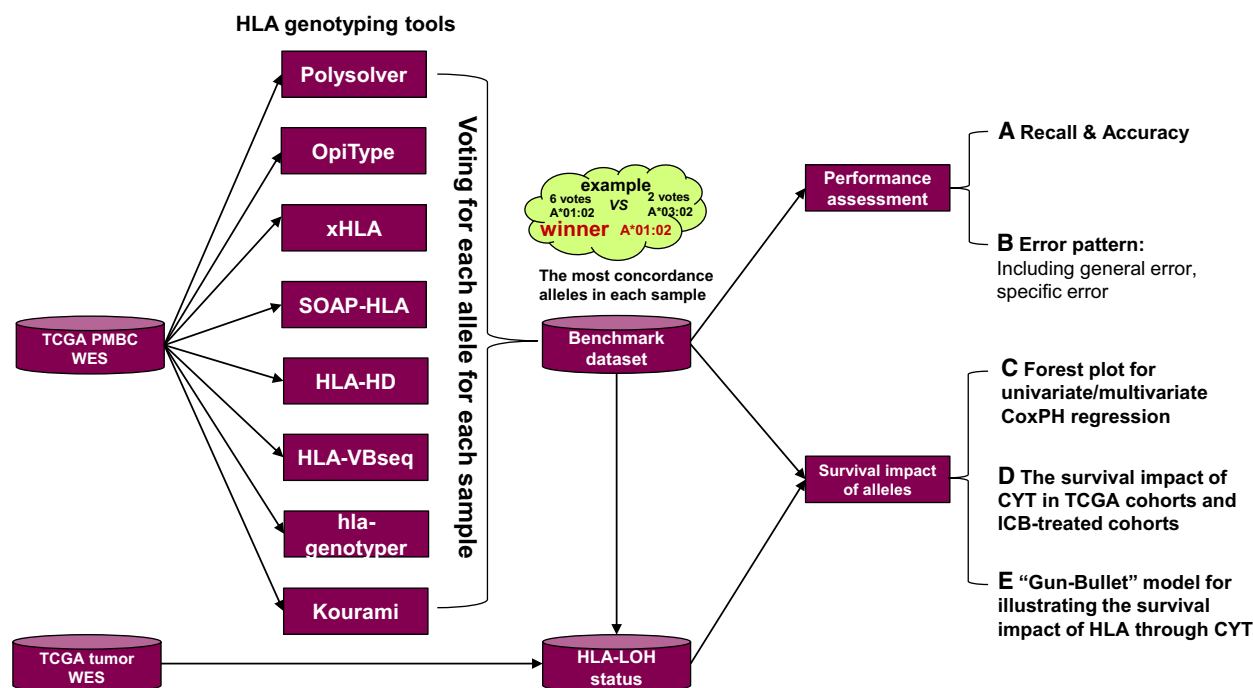 HLA genotyping tools
Polysolver
OpiType
xHLA
SOAP-HLA
HLA-HD
HLA-VBseq
hla-
genotyper
Kourami
TCGA PMBC
WES
TCGA tumor
WES
Voting for each allele for each sample
example
6 votes VS 2 votes
A*01:02 A*03:02
winner A*01:02
The most concordance
alleles in each sample
Benchmark
dataset
HLA-LOH
status
Performance
assessment
Survival impact
of alleles
A Recall & Accuracy
B Error pattern:
Including general error,
specific error
C Forest plot for
univariate/multivariate
CoxPH regression
D The survival impact of
CYT in TCGA cohorts and
ICB-treated cohorts
E “Gun-Bullet” model for
illustrating the survival
impact of HLA through CYT